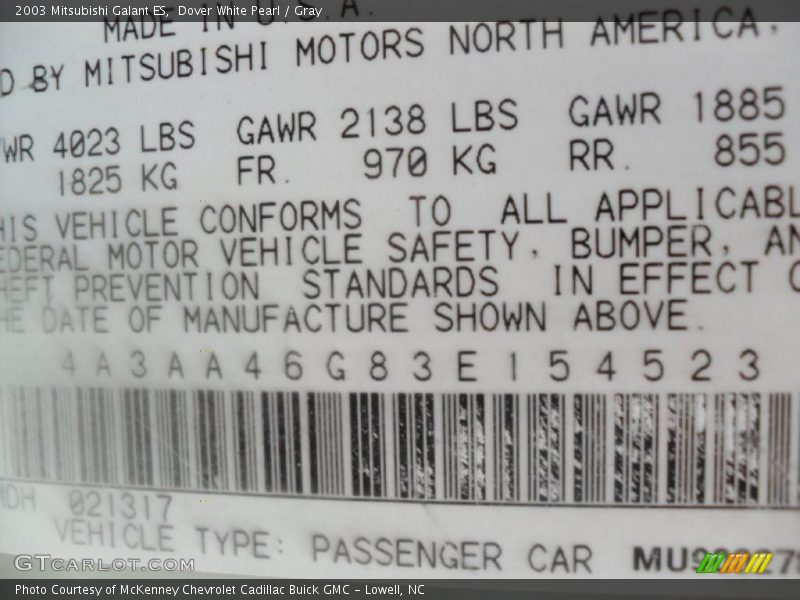 2003 Mitsubishi Galant ES, Dover White Pearl / Gray
MADE IN U.S.A.
D BY MITSUBISHI MOTORS NORTH AMERICA,
WR 4023 LBS GAWR 2138 LBS GAWR 1885
1825 KG FR. 970 KG RR. 855
HIS VEHICLE CONFORMS TO ALL APPLICABL
EDERAL MOTOR VEHICLE SAFETY, BUMPER, AN
HEFT PREVENTION STANDARDS IN EFFECT O
HE DATE OF MANUFACTURE SHOWN ABOVE.
4A3AA46G83E154523
MDH 021317
VEHICLE TYPE: PASSENGER CAR
GTCARLOT.COM
Photo Courtesy of McKenney Chevrolet Cadillac Buick GMC - Lowell, NC